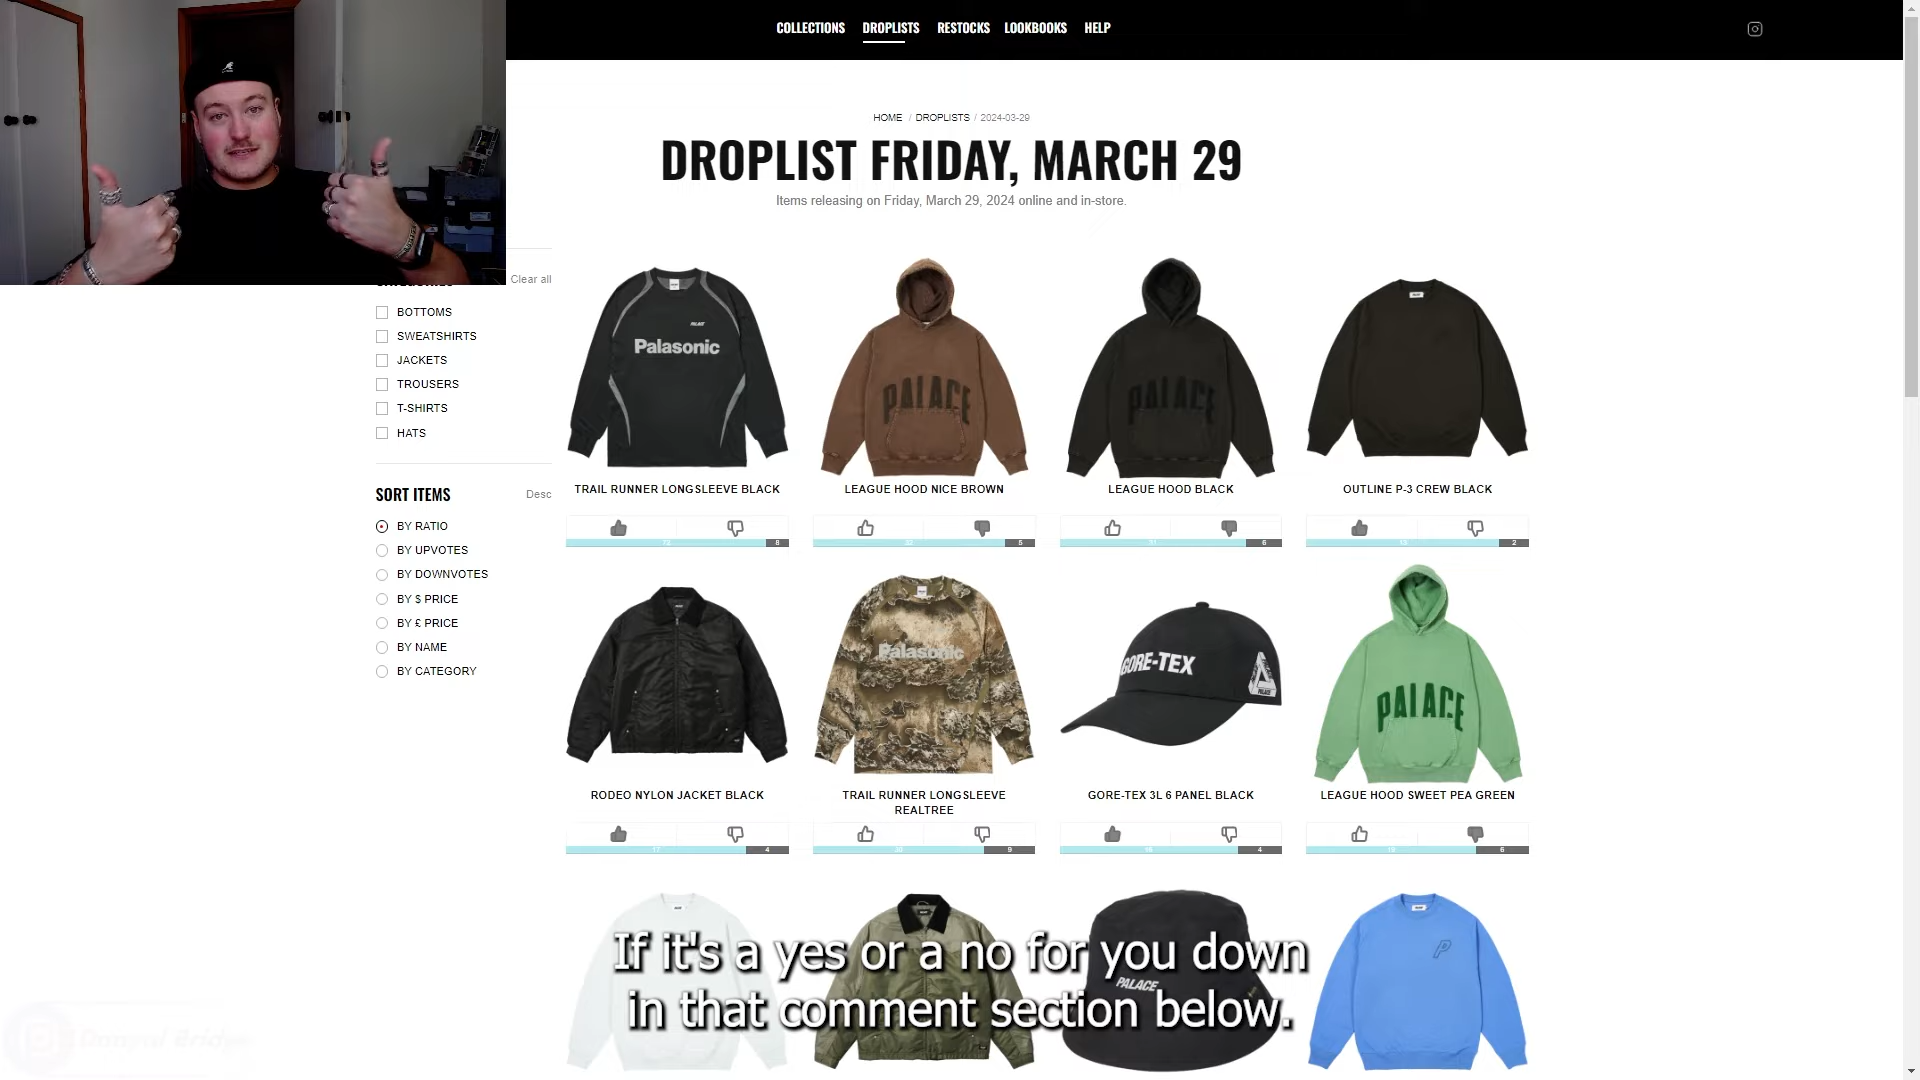 COLLECTIONS DROPLISTS RESTOCKS LOOKBOOKS HELP
HOME / DROPLISTS / 2024-03-29
DROPLIST FRIDAY, MARCH 29
Items releasing on Friday, March 29, 2024 online and in-store.
Clear all
BOTTOMS
SWEATSHIRTS
JACKETS
TROUSERS
T-SHIRTS
HATS
SORT ITEMS Desc
BY RATIO
BY UPVOTES
BY DOWNVOTES
BY $ PRICE
BY £ PRICE
BY NAME
BY CATEGORY
PALACE
Palasonic
PALACE
PALACE
TRAIL RUNNER LONGSLEEVE BLACK
LEAGUE HOOD NICE BROWN
LEAGUE HOOD BLACK
OUTLINE P-3 CREW BLACK
8
5
6
2
Palasonic
GORE-TEX
PALACE
PALACE
RODEO NYLON JACKET BLACK
TRAIL RUNNER LONGSLEEVE
REALTREE
GORE-TEX 3L 6 PANEL BLACK
LEAGUE HOOD SWEET PEA GREEN
4
9
4
6
PALACE
P
If it's a yes or a no for you down
in that comment section below.